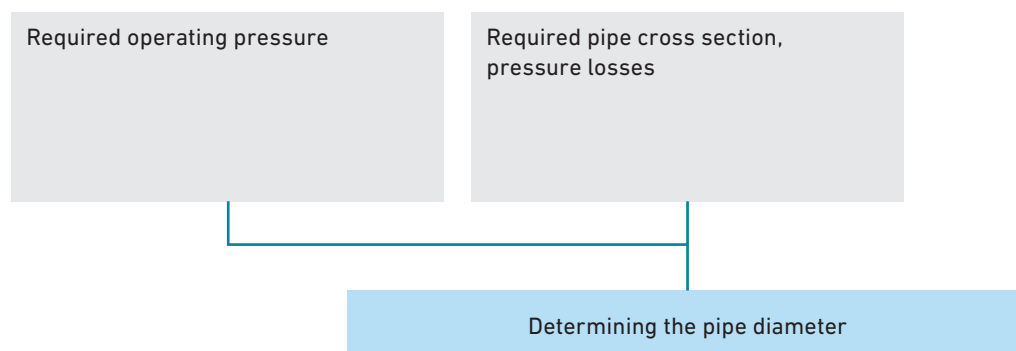 Required operating pressure
Required pipe cross section,
pressure losses
Determining the pipe diameter